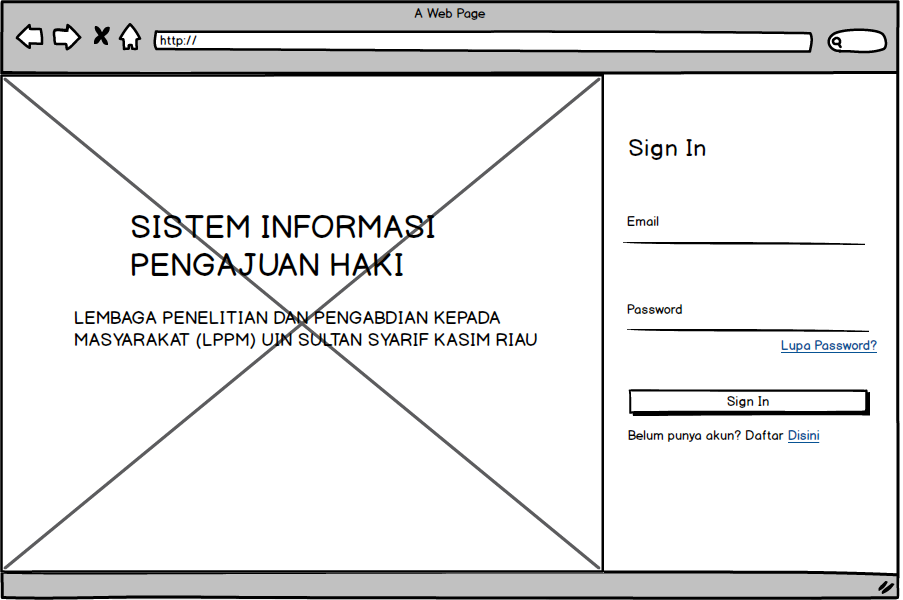 A Web Page
http://
SISTEM INFORMASI
PENGAJUAN HAKI
LEMBAGA PENELITIAN DAN PENGABDIAN KEPADA
MASYARAKAT (LPPM) UIN SULTAN SYARIF KASIM RIAU
Sign In
Email
Password
Lupa Password?
Sign In
Belum punya akun? Daftar Disini